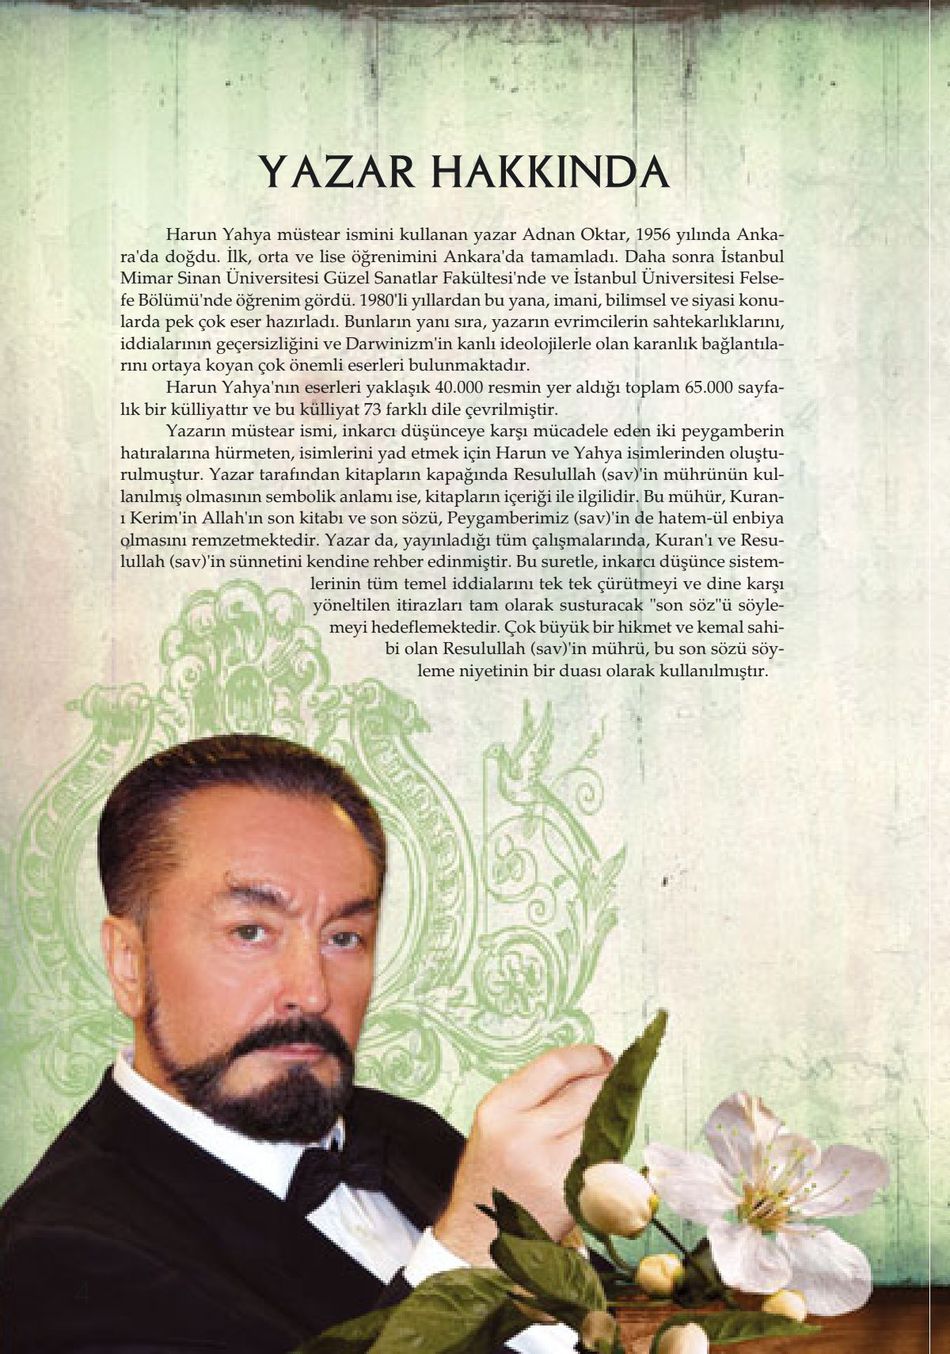 YAZAR HAKKINDA
Harun Yahya müstear ismini kullanan yazar Adnan Oktar, 1956 yılında Anka-
ra'da doğdu. İlk, orta ve lise öğrenimini Ankara'da tamamladı. Daha sonra İstanbul
Mimar Sinan Üniversitesi Güzel Sanatlar Fakültesi'nde ve İstanbul Üniversitesi Felse-
fe Bölümü'nde öğrenim gördü. 1980'li yıllardan bu yana, imani, bilimsel ve siyasi konu-
larda pek çok eser hazırladı. Bunların yanı sıra, yazarın evrimcilerin sahtekarlıklarını,
iddialarının geçersizliğini ve Darwinizm'in kanlı ideolojilerle olan karanlık bağlantıla-
rını ortaya koyan çok önemli eserleri bulunmaktadır.
Harun Yahya'nın eserleri yaklaşık 40.000 resmin yer aldığı toplam 65.000 sayfa-
lık bir külliyattır ve bu külliyat 73 farklı dile çevrilmiştir.
Yazarın müstear ismi, inkarcı düşünceye karşı mücadele eden iki peygamberin
hatıralarına hürmeten, isimlerini yad etmek için Harun ve Yahya isimlerinden oluştu-
rulmuştur. Yazar tarafından kitapların kapağında Resulullah (sav)'in mührünün kul-
lanılmış olmasının sembolik anlamı ise, kitapların içeriği ile ilgilidir. Bu mühür, Kuran-
ı Kerim'in Allah'ın son kitabı ve son sözü, Peygamberimiz (sav)'in de hatem-ül enbiya
olmasını remzetmektedir. Yazar da, yayınladığı tüm çalışmalarında, Kuran'ı ve Resu-
lullah (sav)'in sünnetini kendine rehber edinmiştir. Bu suretle, inkarcı düşünce sistem-
lerinin tüm temel iddialarını tek tek çürütmeyi ve dine karşı
yöneltilen itirazları tam olarak susturacak "son söz"ü söyle-
meyi hedeflemektedir. Çok büyük bir hikmet ve kemal sahi-
bi olan Resulullah (sav)'in mührü, bu son sözü söy-
leme niyetinin bir duası olarak kullanılmıştır.
4